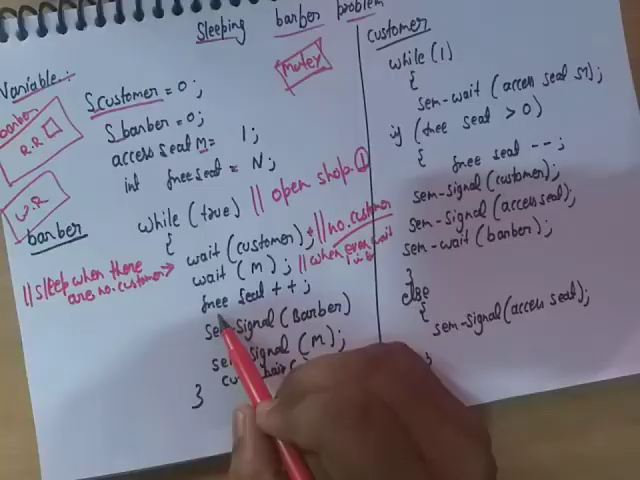 Sleeping barber problem
Mutex
Variable:
barber
R.R
W.R
S.customer = 0;
S.barber = 0;
access seat M = 1;
int free seat = N;
barber
while (true) // open shop. 1
{ wait (customer); // no. customer
wait (M); // when even
free seat ++;
// sleep when there
are no. customer
signal (Barber)
signal (M);
}
customer
while (1)
{
sem-wait (access seat
if (free seat > 0)
{ free seat --;
sem-signal (customer);
sem-signal (access seat);
sem-wait (barber);
}
else
{
sem-signal (access seat);
}